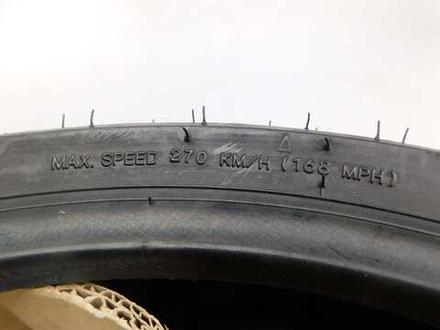 MAX. SPEED 270 KM/H (168 MPH)